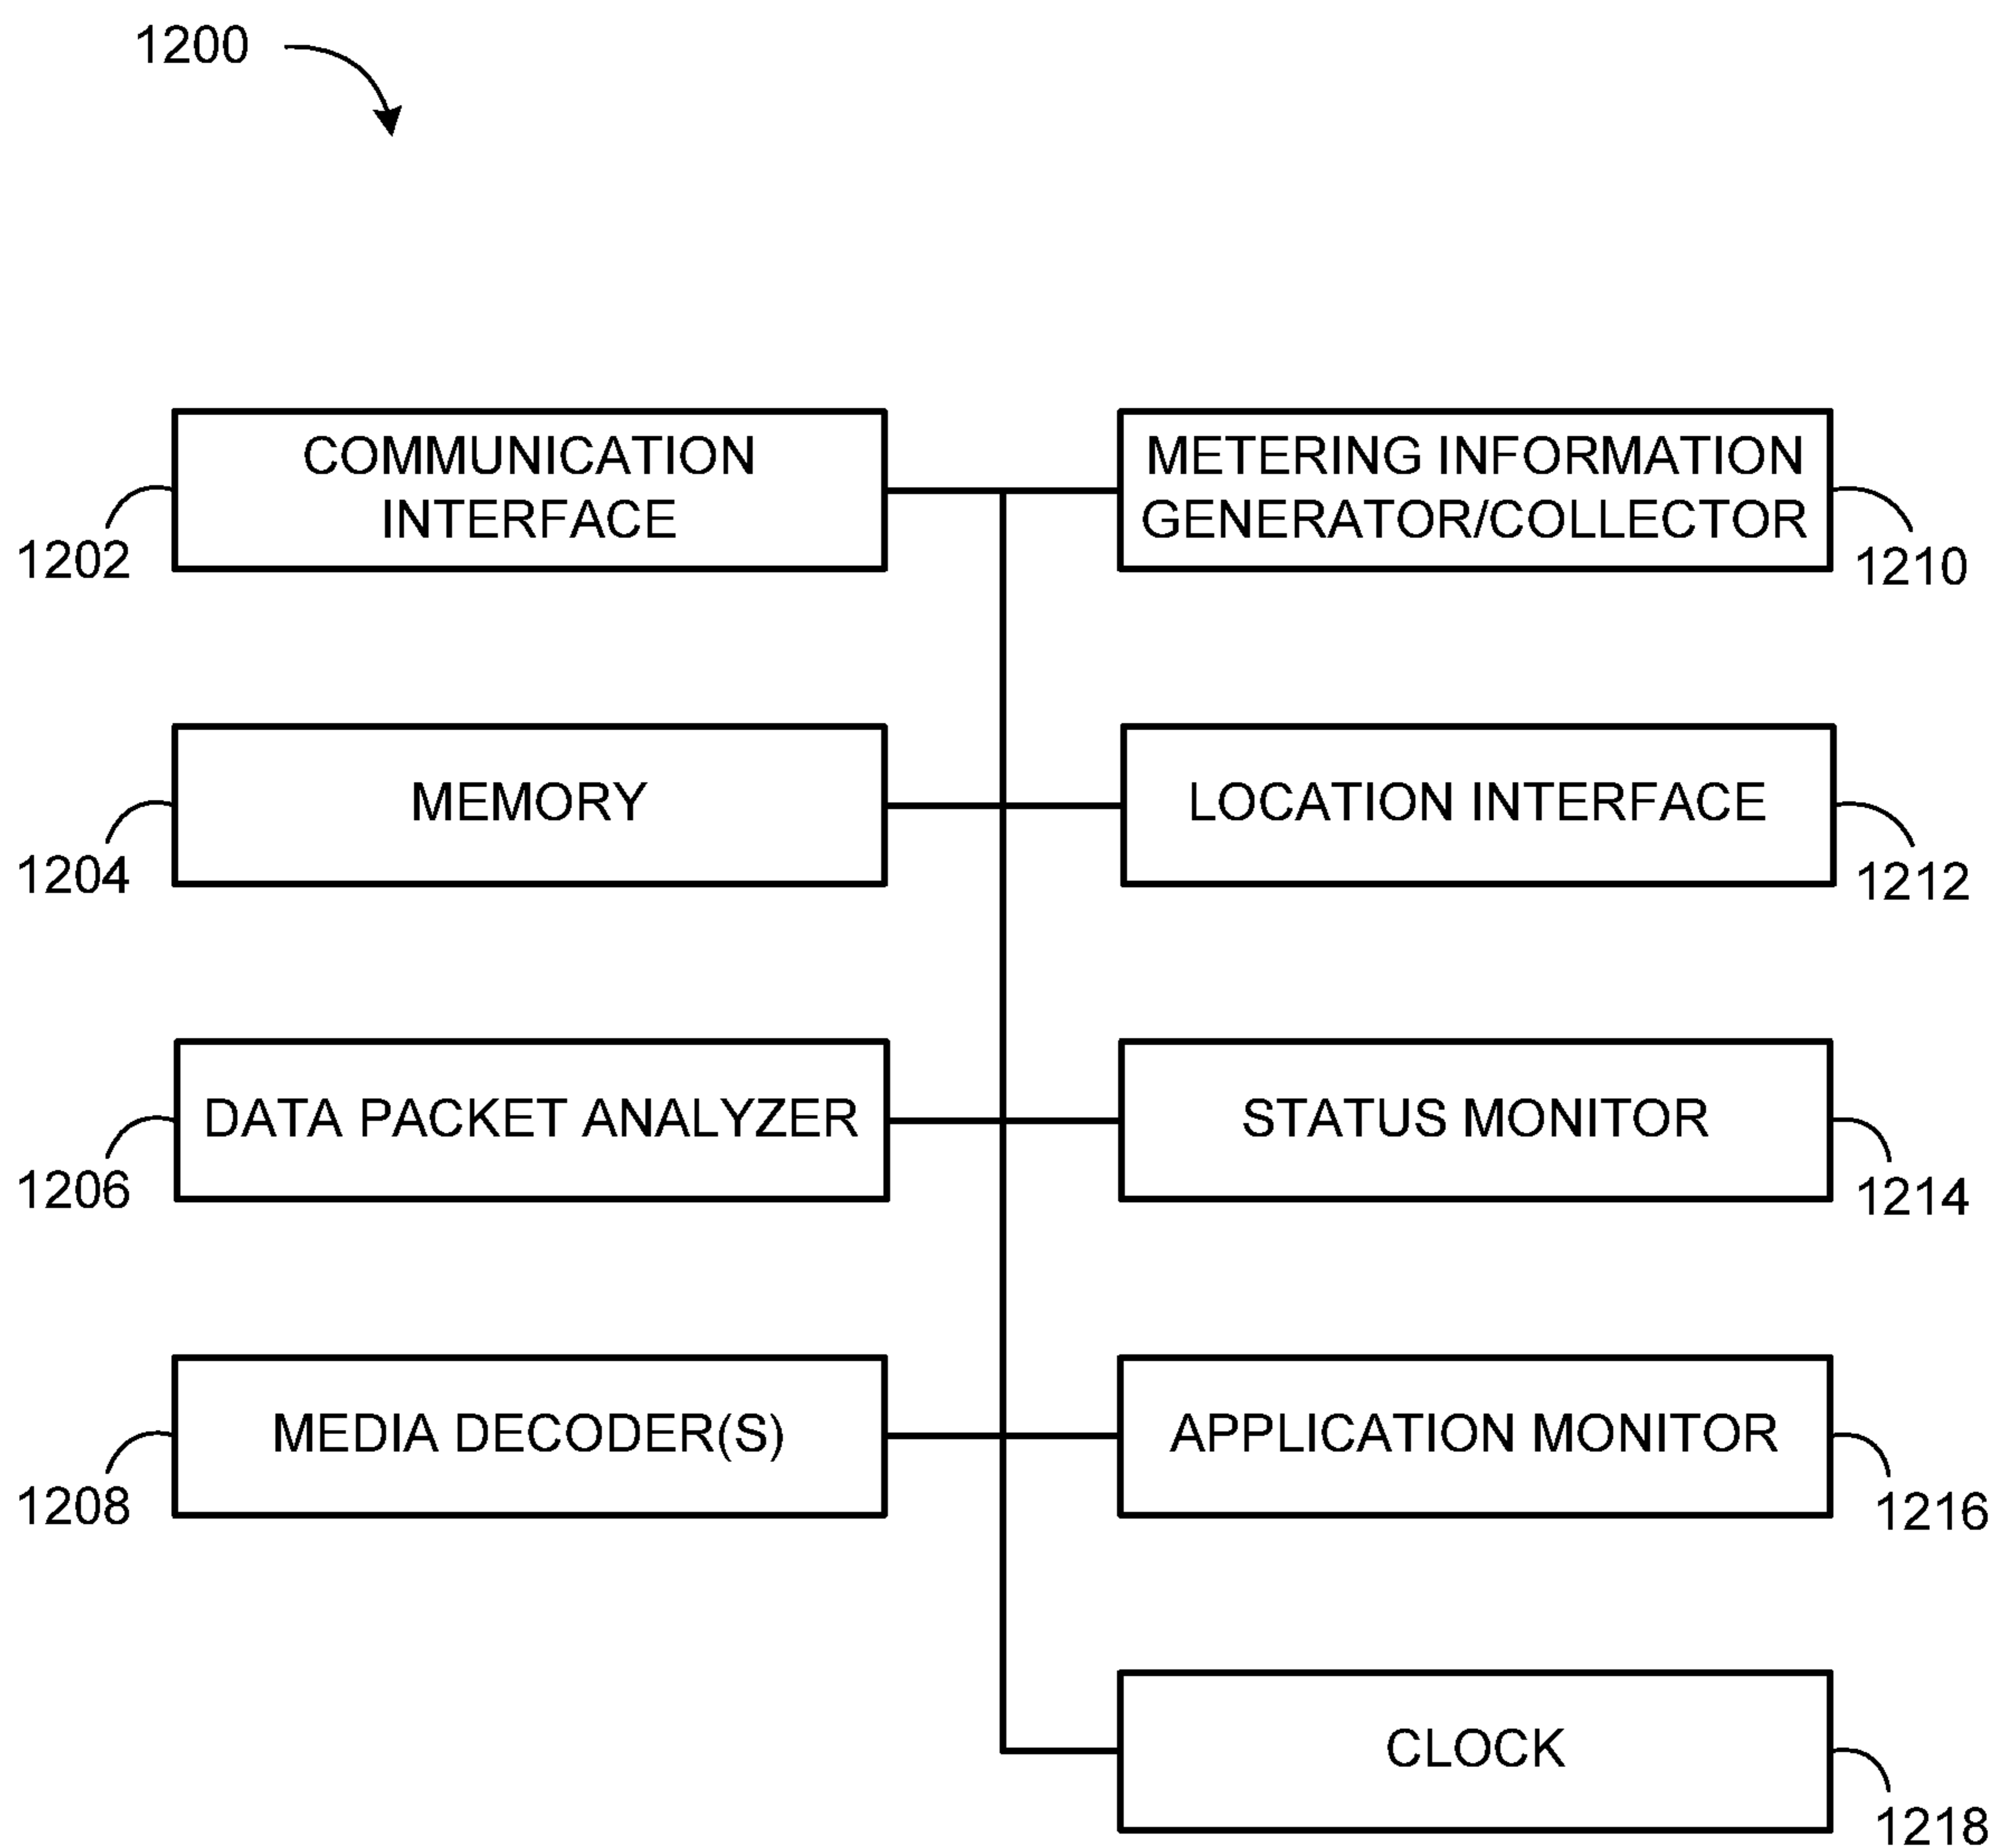 1200
COMMUNICATION
INTERFACE
1202
METERING INFORMATION
GENERATOR/COLLECTOR
1210
MEMORY
1204
LOCATION INTERFACE
1212
DATA PACKET ANALYZER
1206
STATUS MONITOR
1214
MEDIA DECODER(S)
1208
APPLICATION MONITOR
1216
CLOCK
1218